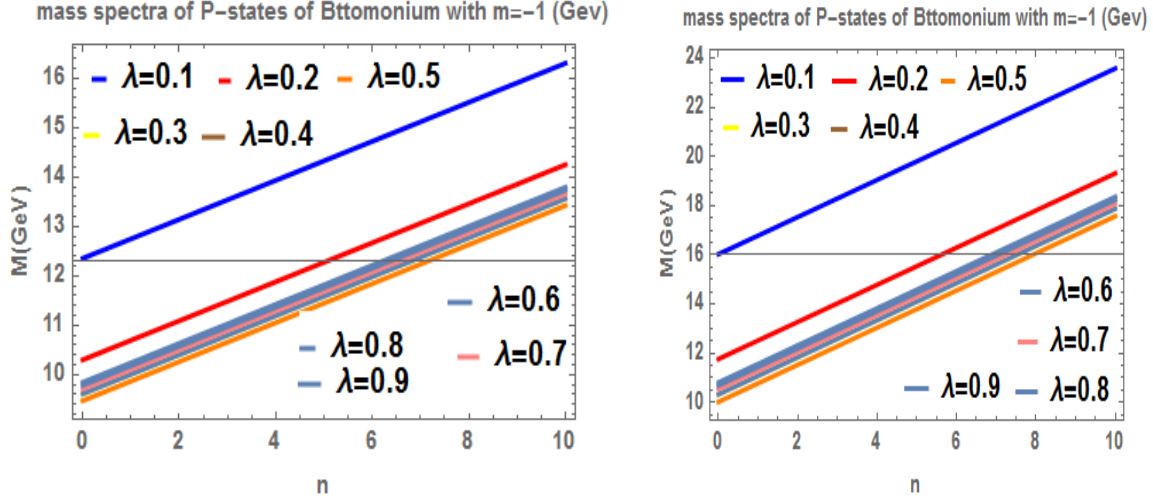 mass spectra of P-states of Bttomonium with m=-1 (Gev)
λ=0.1 λ=0.2 λ=0.5
λ=0.3 λ=0.4
λ=0.6
λ=0.8 λ=0.7
λ=0.9
M(GeV)
16
15
14
13
12
11
10
0 2 4 6 8 10
n
mass spectra of P-states of Bttomonium with m=-1 (Gev)
λ=0.1 λ=0.2 λ=0.5
λ=0.3 λ=0.4
λ=0.6
λ=0.7
λ=0.9 λ=0.8
M(GeV)
24
22
20
18
16
14
12
10
0 2 4 6 8 10
n